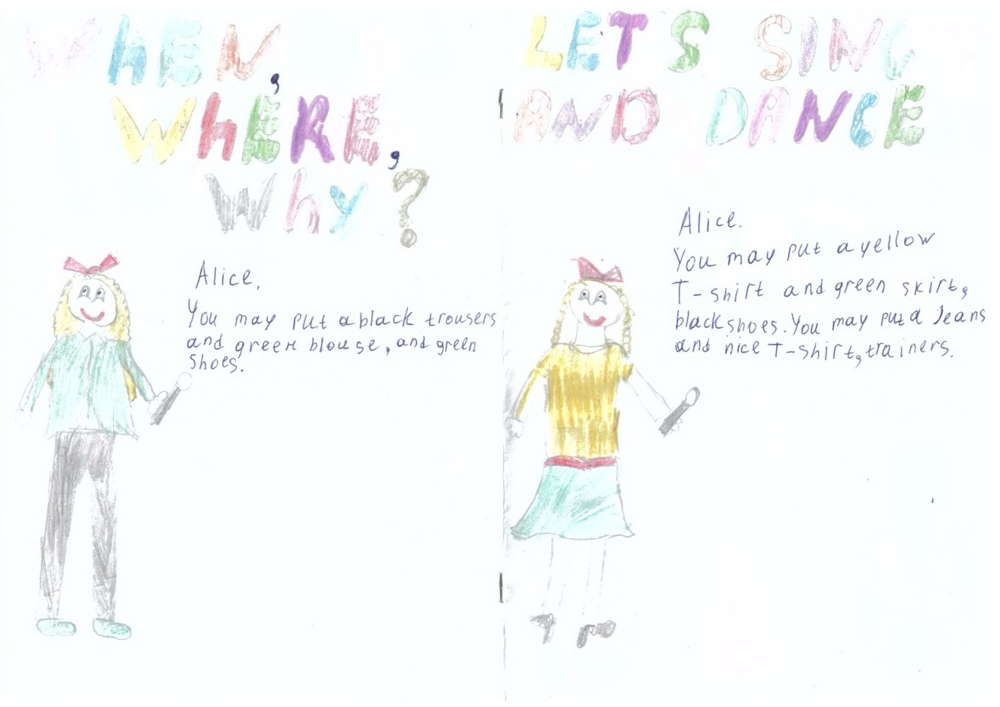 WhEN,
WhERE,
Why?
Alice,
You may put a black trousers
and green blouse, and green
shoes.
LET'S SING
AND DANCE
Alice.
You may put a yellow
T-shirt and green skirt,
black shoes. You may put a Jeans
and nice T-shirt, trainers.